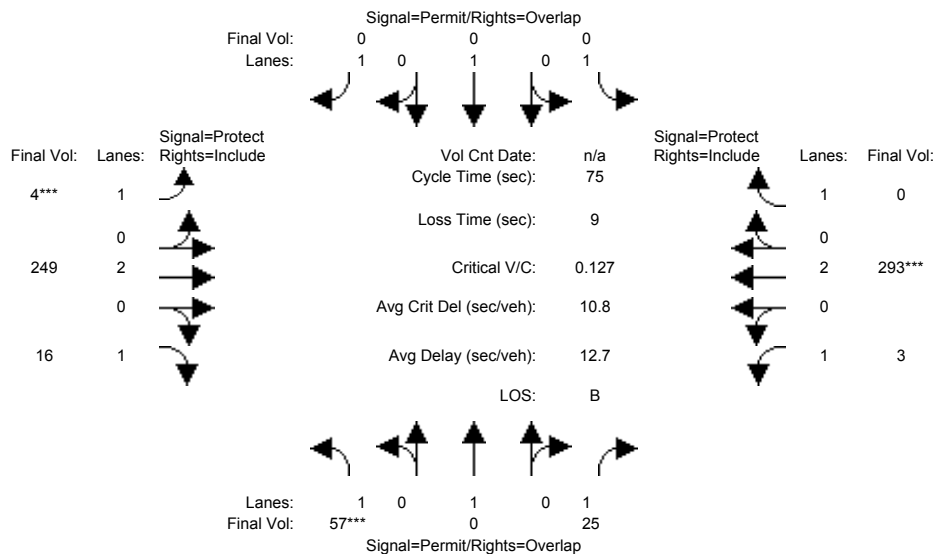 Signal=Permit/Rights=Overlap
Final Vol: 0 0 0
Lanes: 1 0 1 0 1
Signal=Protect
Final Vol: Lanes: Rights=Include
Vol Cnt Date: n/a
Signal=Protect
Rights=Include Lanes: Final Vol:
Cycle Time (sec): 75
4*** 1
1 0
Loss Time (sec): 9
0
0
249 2
Critical V/C: 0.127
2 293***
0
Avg Crit Del (sec/veh): 10.8
0
16 1
Avg Delay (sec/veh): 12.7
1 3
LOS: B
Lanes: 1 0 1 0 1
Final Vol: 57*** 0 25
Signal=Permit/Rights=Overlap